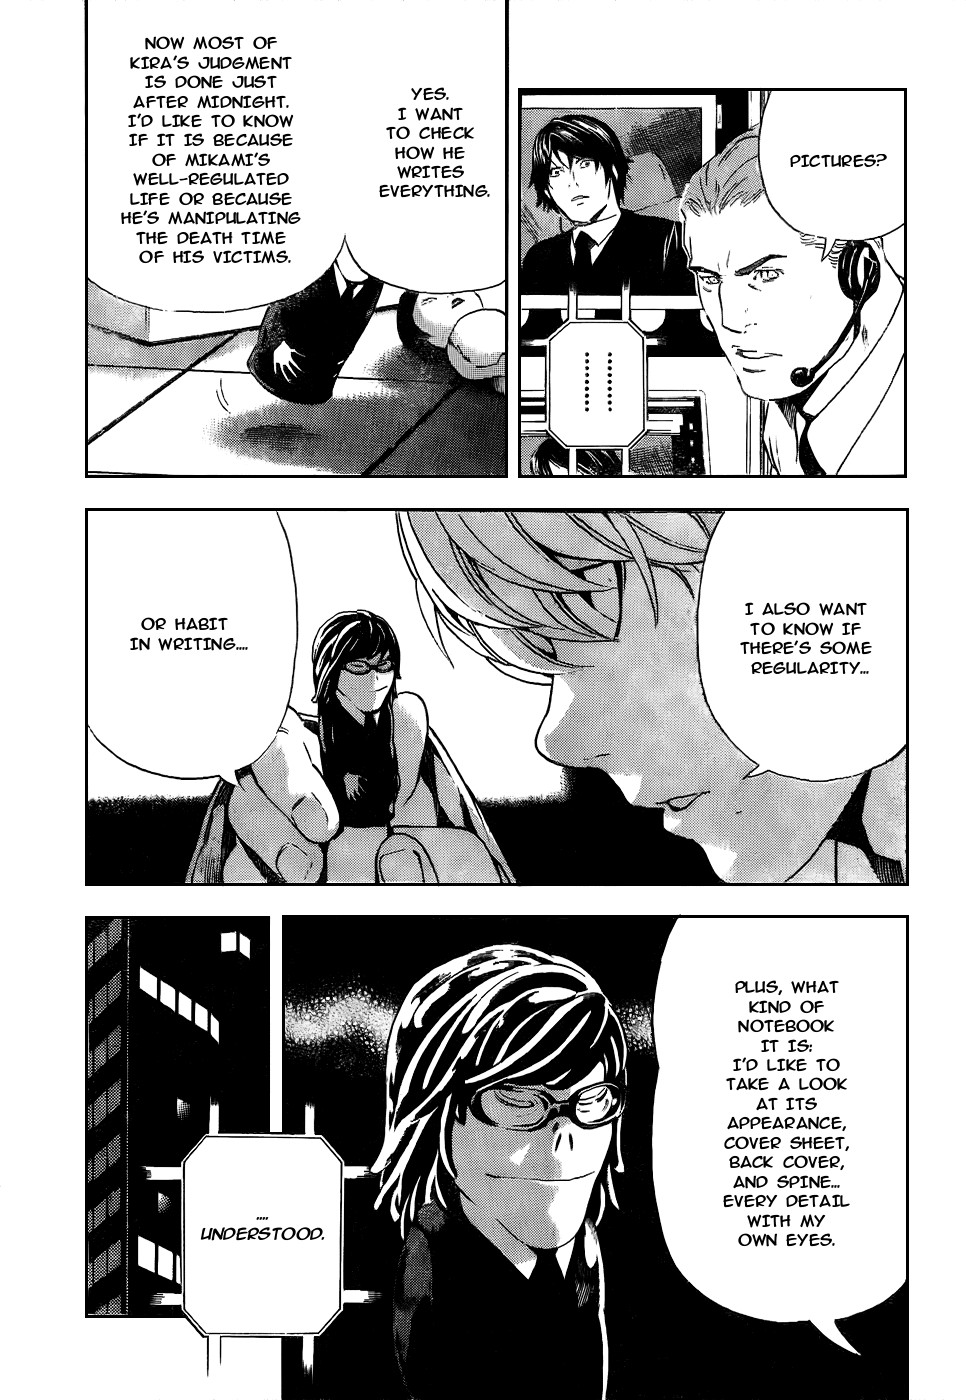 PICTURES?
YES.
I WANT
TO CHECK
HOW HE
WRITES
EVERYTHING.
NOW MOST OF
KIRA'S JUDGMENT
IS DONE JUST
AFTER MIDNIGHT.
I'D LIKE TO KNOW
IF IT IS BECAUSE
OF MIKAMI'S
WELL-REGULATED
LIFE OR BECAUSE
HE'S MANIPULATING
THE DEATH TIME
OF HIS VICTIMS.
I ALSO WANT
TO KNOW IF
THERE'S SOME
REGULARITY...
OR HABIT
IN WRITING....
PLUS, WHAT
KIND OF
NOTEBOOK
IT IS:
I'D LIKE TO
TAKE A LOOK
AT ITS
APPEARANCE,
COVER SHEET,
BACK COVER,
AND SPINE...
EVERY DETAIL
WITH MY
OWN EYES.
....
UNDERSTOOD.